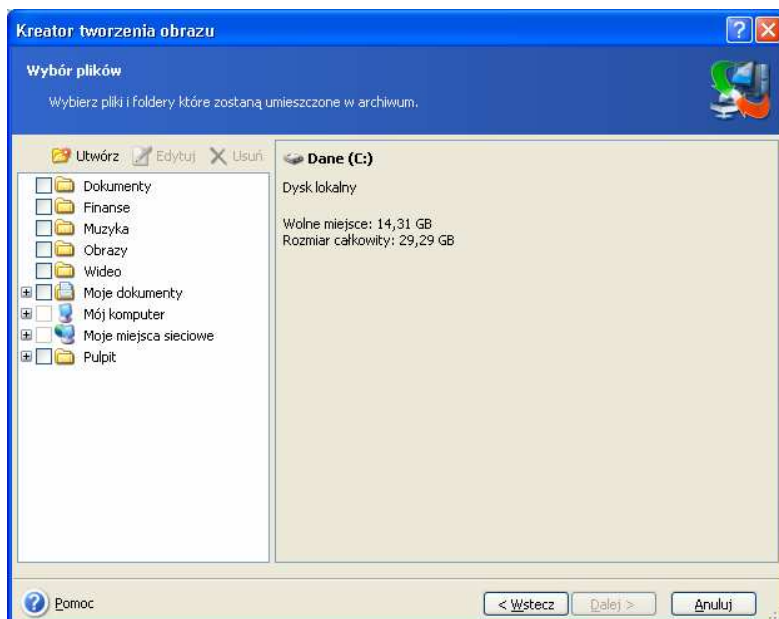 Kreator tworzenia obrazu
Wybór plików
Wybierz pliki i foldery które zostaną umieszczone w archiwum.
Utwórz Edytuj Usuń
Dokumenty
Finanse
Muzyka
Obrazy
Wideo
Moje dokumenty
Mój komputer
Moje miejsca sieciowe
Pulpit
Dane (C:)
Dysk lokalny
Wolne miejsce: 14,31 GB
Rozmiar całkowity: 29,29 GB
Pomoc
< Wstecz Dalej > Anuluj